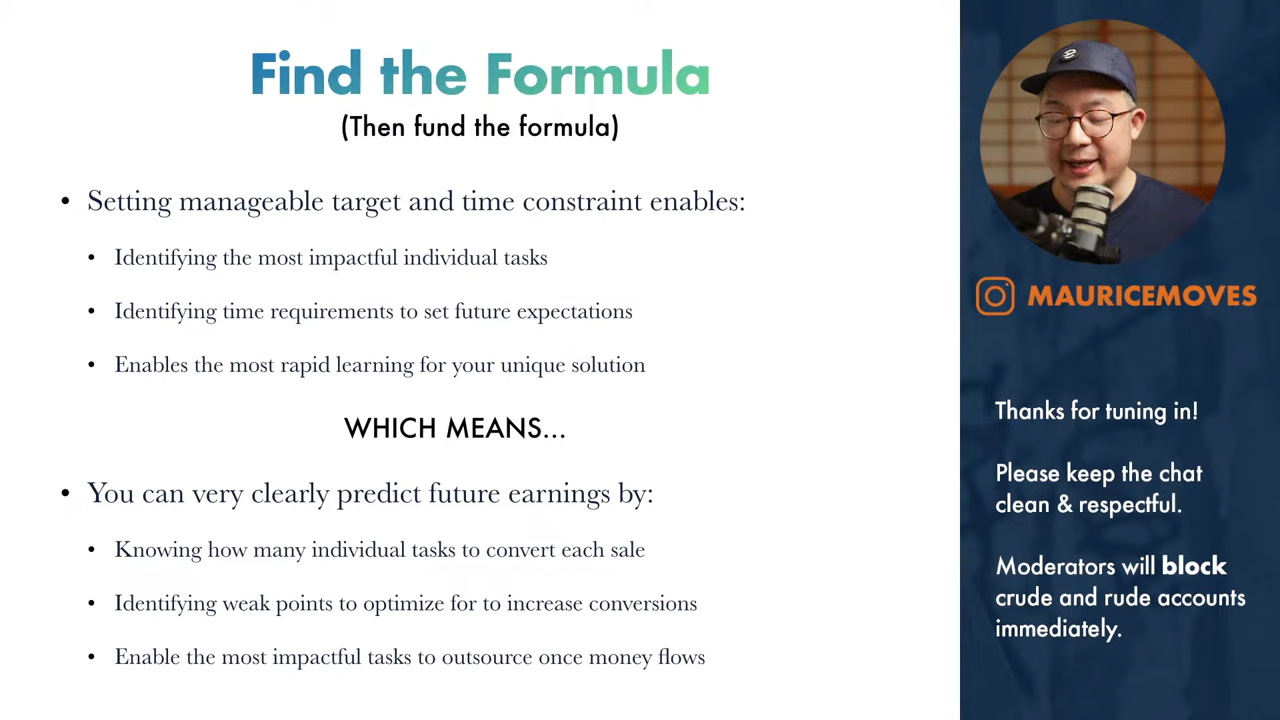 Find the Formula
(Then fund the formula)
• Setting manageable target and time constraint enables:
• Identifying the most impactful individual tasks
• Identifying time requirements to set future expectations
• Enables the most rapid learning for your unique solution
WHICH MEANS...
• You can very clearly predict future earnings by:
• Knowing how many individual tasks to convert each sale
• Identifying weak points to optimize for to increase conversions
• Enable the most impactful tasks to outsource once money flows
MAURICEMOVES
Thanks for tuning in!
Please keep the chat
clean & respectful.
Moderators will block
crude and rude accounts
immediately.